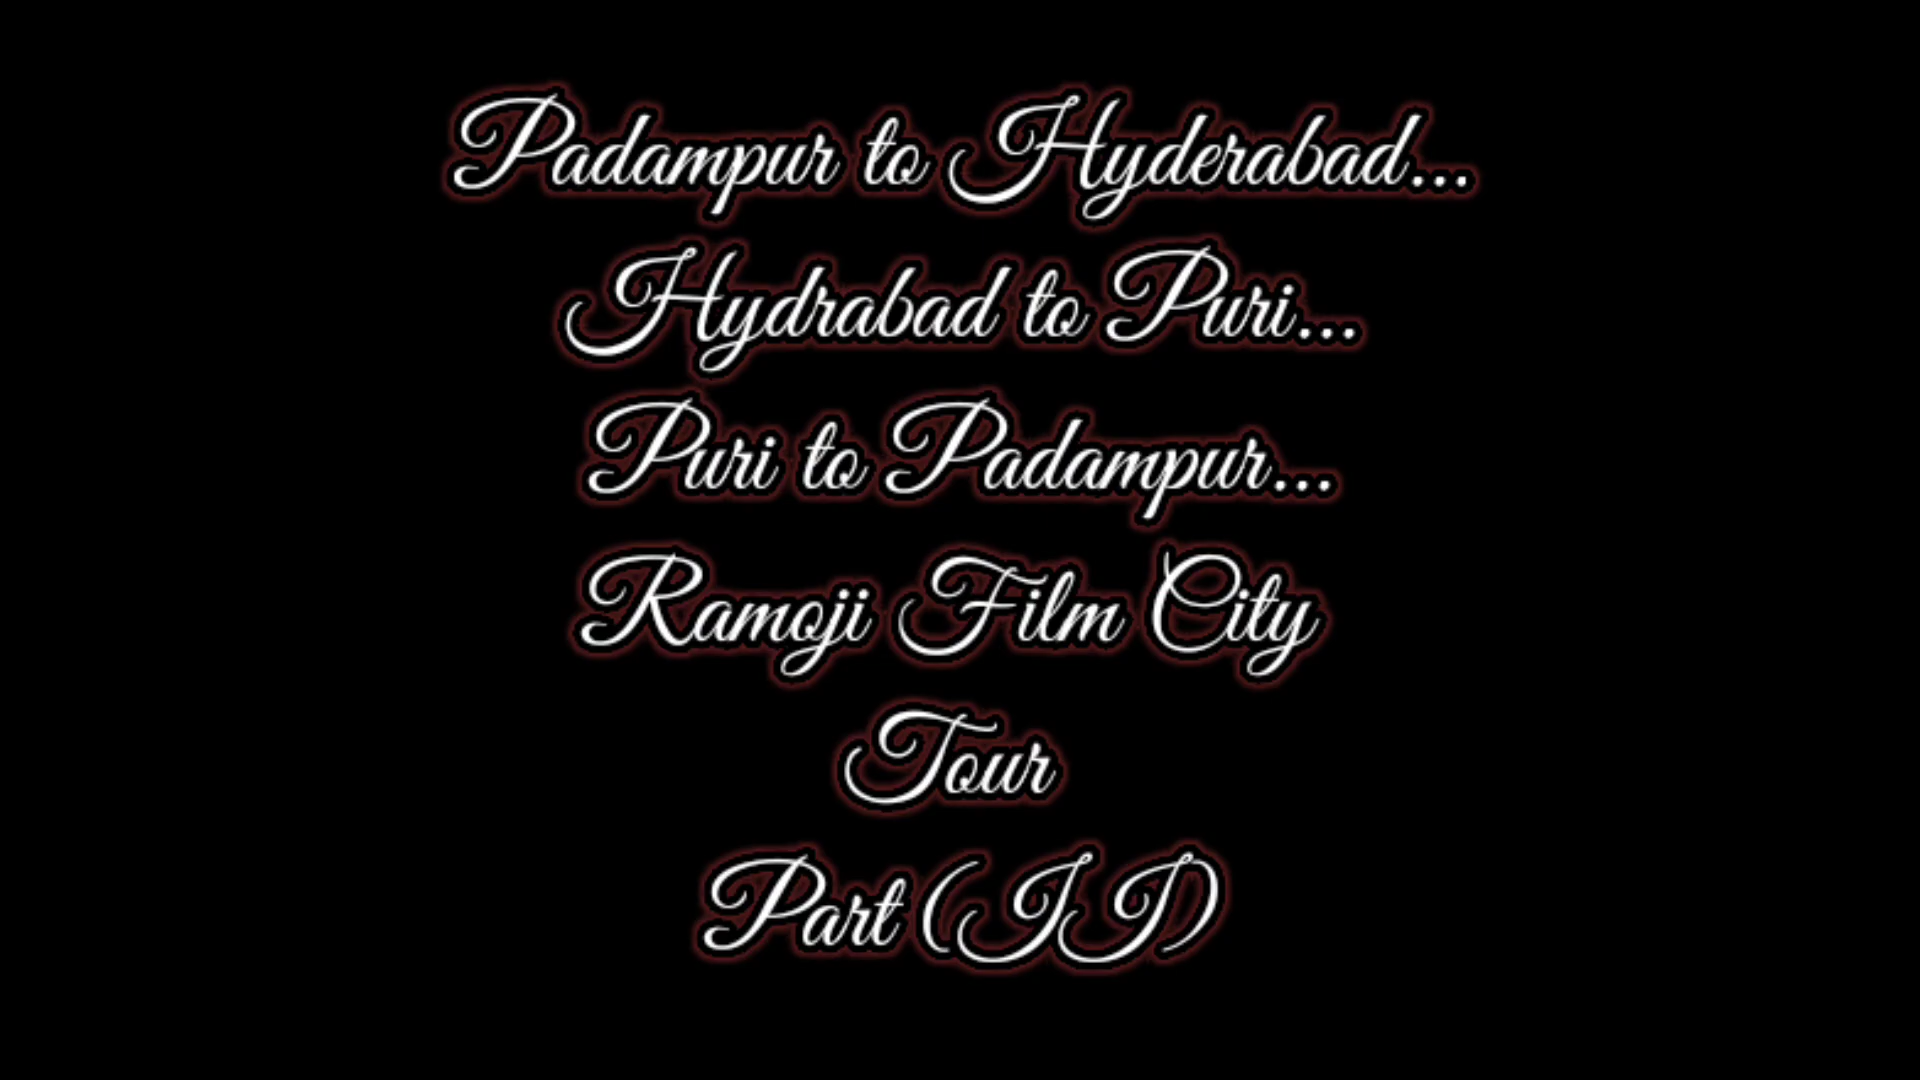 Padampur to Hyderabad...
Hydrabad to Puri...
Puri to Padampur...
Ramoji Film City
Tour
Part (II)